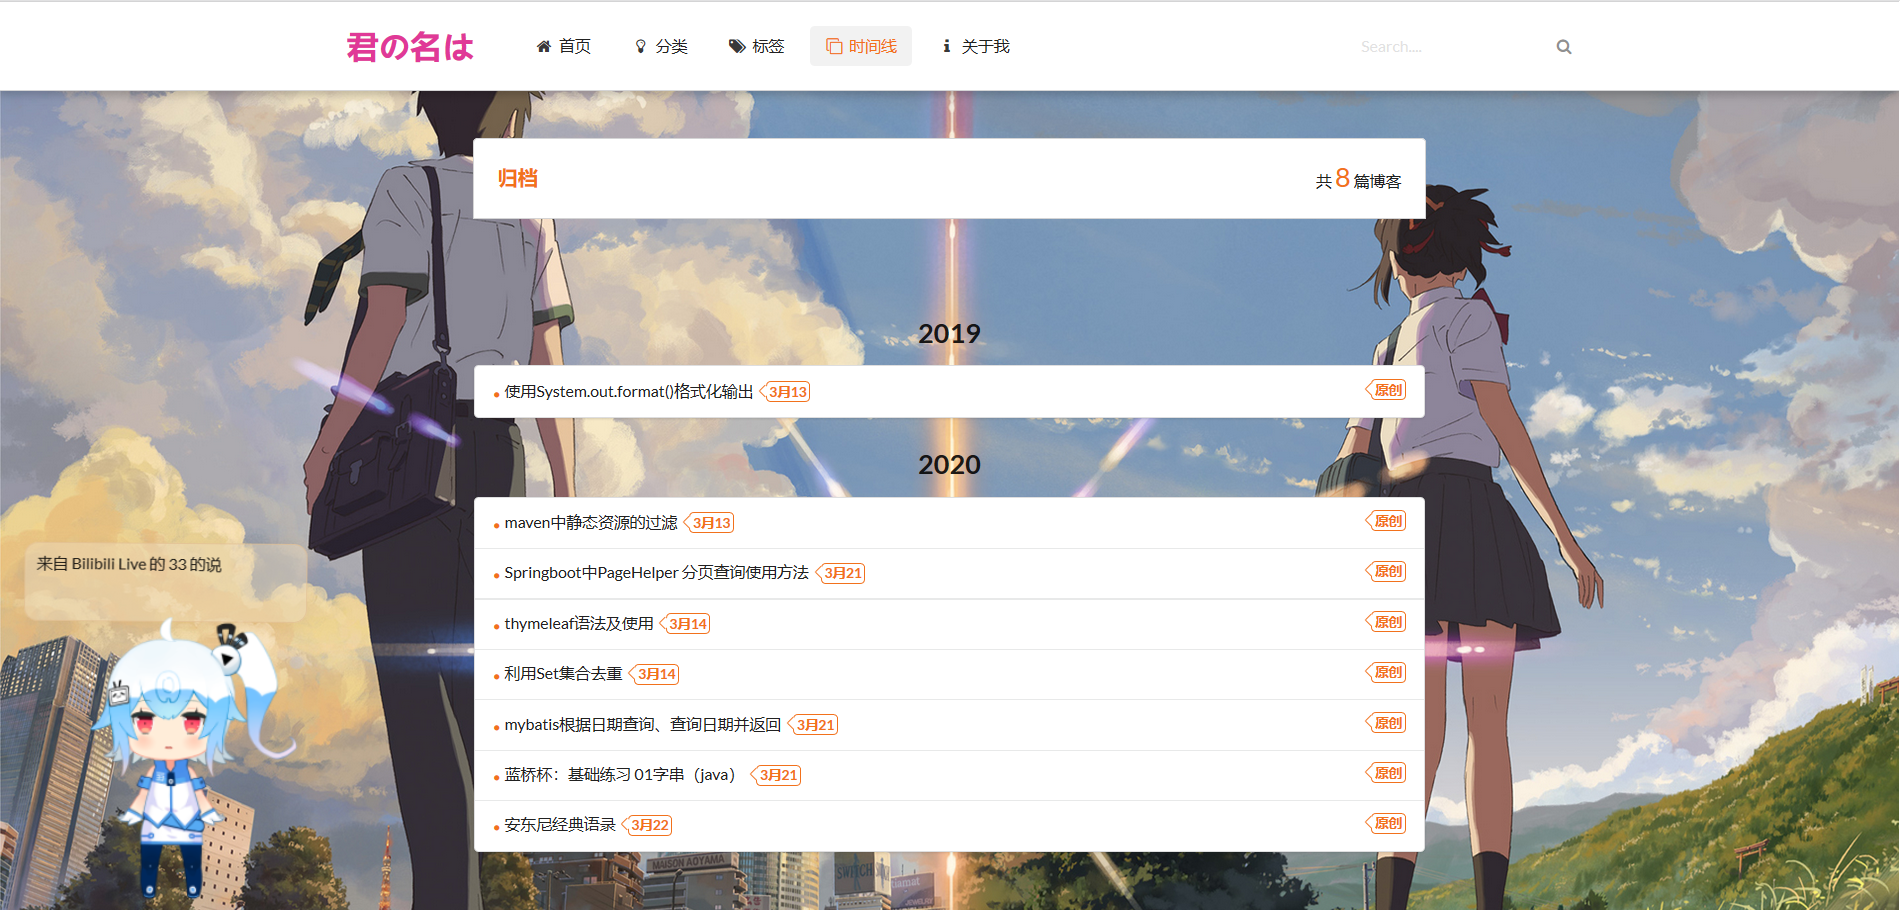 君の名は 首页 分类 标签 时间线 关于我 Search....
归档 共 8 篇博客
2019
使用System.out.format()格式化输出 3月13 原创
2020
maven中静态资源的过滤 3月13 原创
Springboot中PageHelper 分页查询使用方法 3月21 原创
thymeleaf语法及使用 3月14 原创
利用Set集合去重 3月14 原创
mybatis根据日期查询、查询日期并返回 3月21 原创
蓝桥杯：基础练习 01字串（java） 3月21 原创
安东尼经典语录 3月22 原创
来自 Bilibili Live 的 33 的说
MAISON AOYAMA